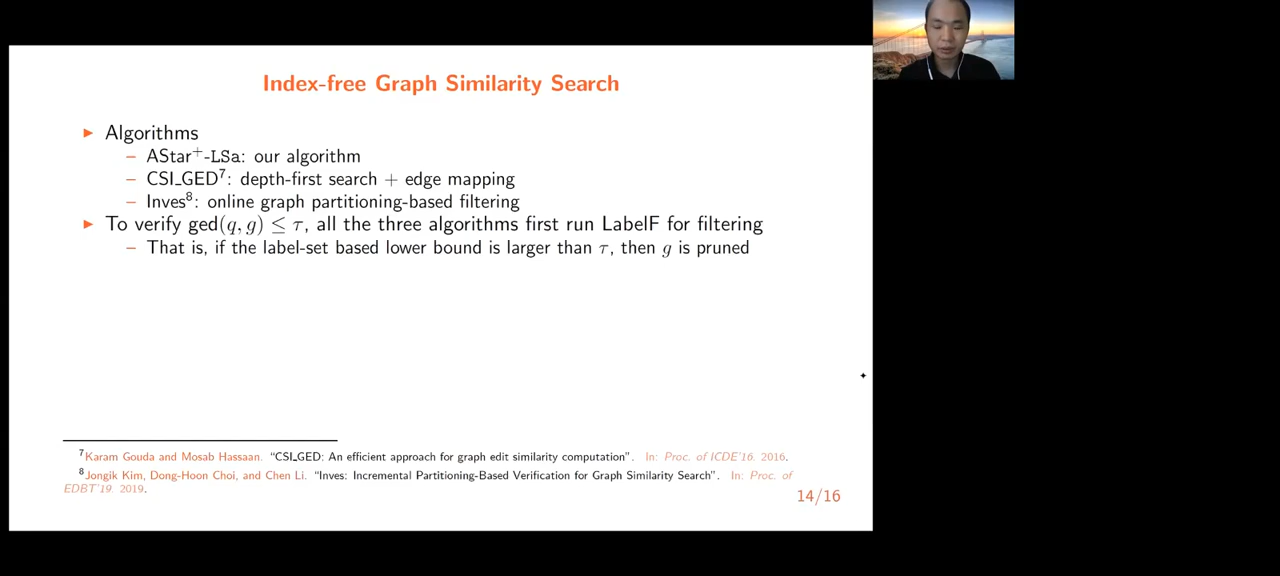 Index-free Graph Similarity Search
▶ Algorithms
– AStar⁺-LSa: our algorithm
– CSI_GED⁷: depth-first search + edge mapping
– Inves⁸: online graph partitioning-based filtering
▶ To verify ged(q, g) ≤ τ, all the three algorithms first run LabelF for filtering
– That is, if the label-set based lower bound is larger than τ, then g is pruned
⁷Karam Gouda and Mosab Hassaan. “CSI_GED: An efficient approach for graph edit similarity computation”. In: Proc. of ICDE’16. 2016.
⁸Jongik Kim, Dong-Hoon Choi, and Chen Li. “Inves: Incremental Partitioning-Based Verification for Graph Similarity Search”. In: Proc. of
EDBT’19. 2019.
14/16